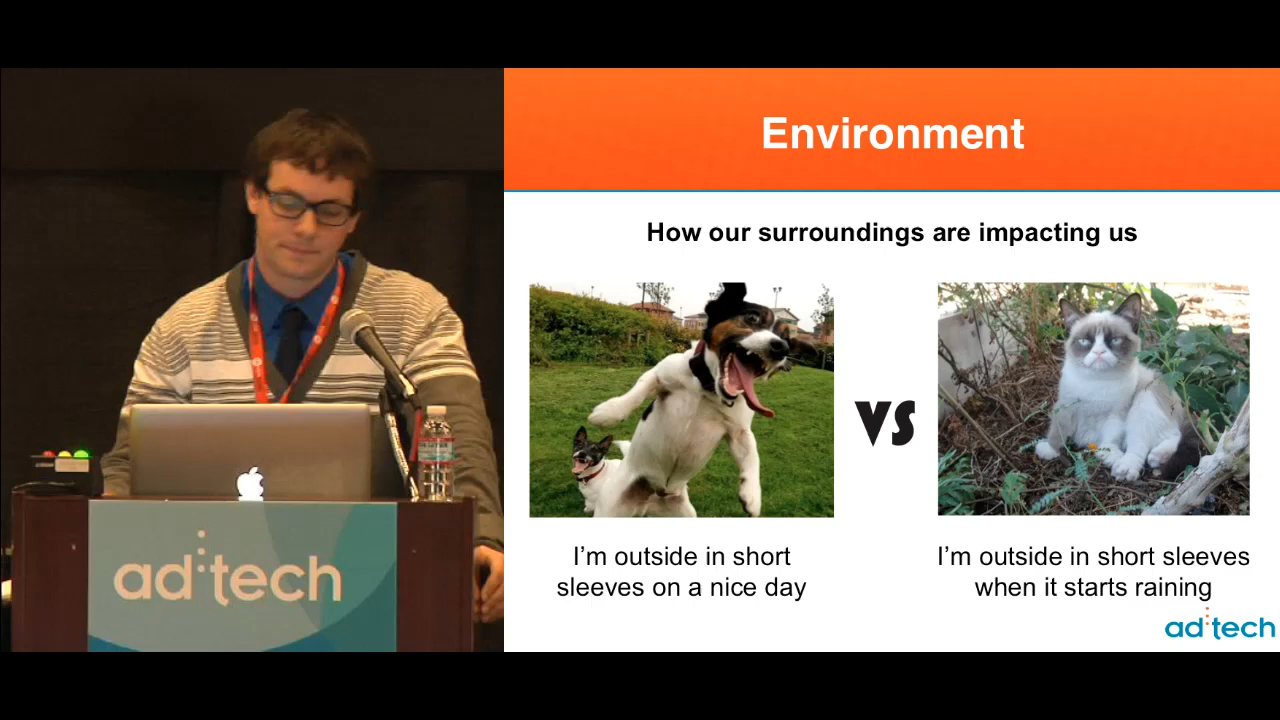 Environment
How our surroundings are impacting us
VS
I'm outside in short
sleeves on a nice day
I'm outside in short sleeves
when it starts raining
ad:tech
ad:tech